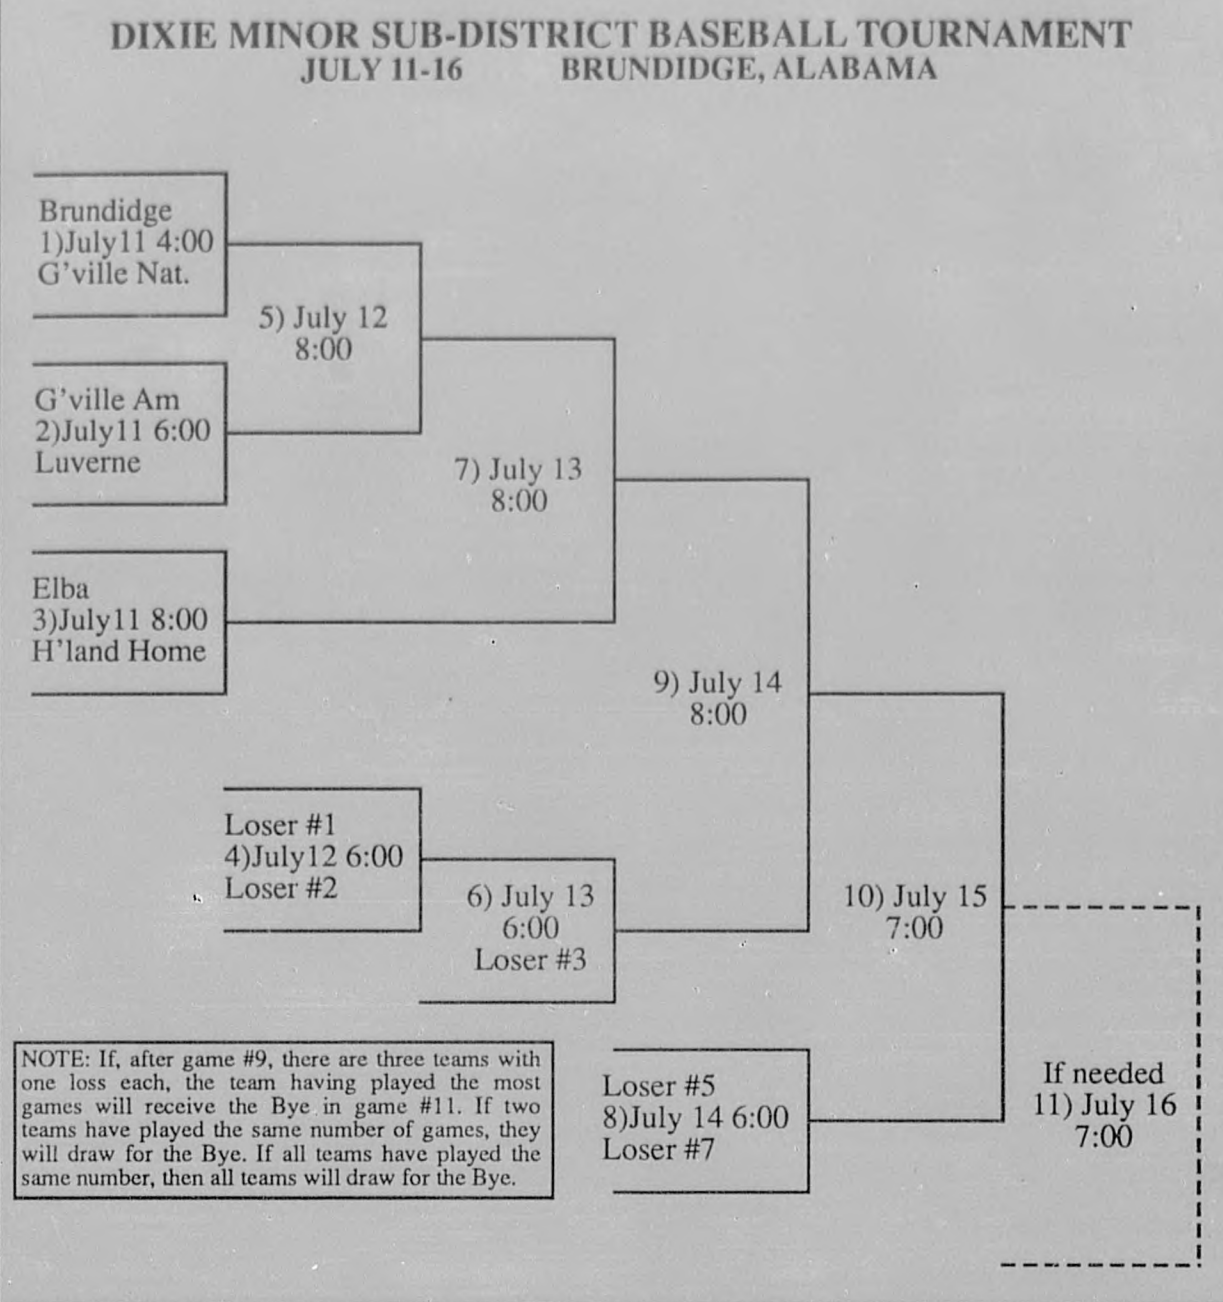 DIXIE MINOR SUB-DISTRICT BASEBALL TOURNAMENT
JULY 11-16 BRUNDIDGE, ALABAMA
Brundidge
1)July11 4:00
G'ville Nat.
5) July 12
8:00
G'ville Am
2)July11 6:00
Luverne
7) July 13
8:00
Elba
3)July11 8:00
H'land Home
9) July 14
8:00
Loser #1
4)July12 6:00
Loser #2
6) July 13
6:00
Loser #3
10) July 15
7:00
NOTE: If, after game #9, there are three teams with
one loss each, the team having played the most
games will receive the Bye in game #11. If two
teams have played the same number of games, they
will draw for the Bye. If all teams have played the
same number, then all teams will draw for the Bye.
Loser #5
8)July 14 6:00
Loser #7
If needed
11) July 16
7:00